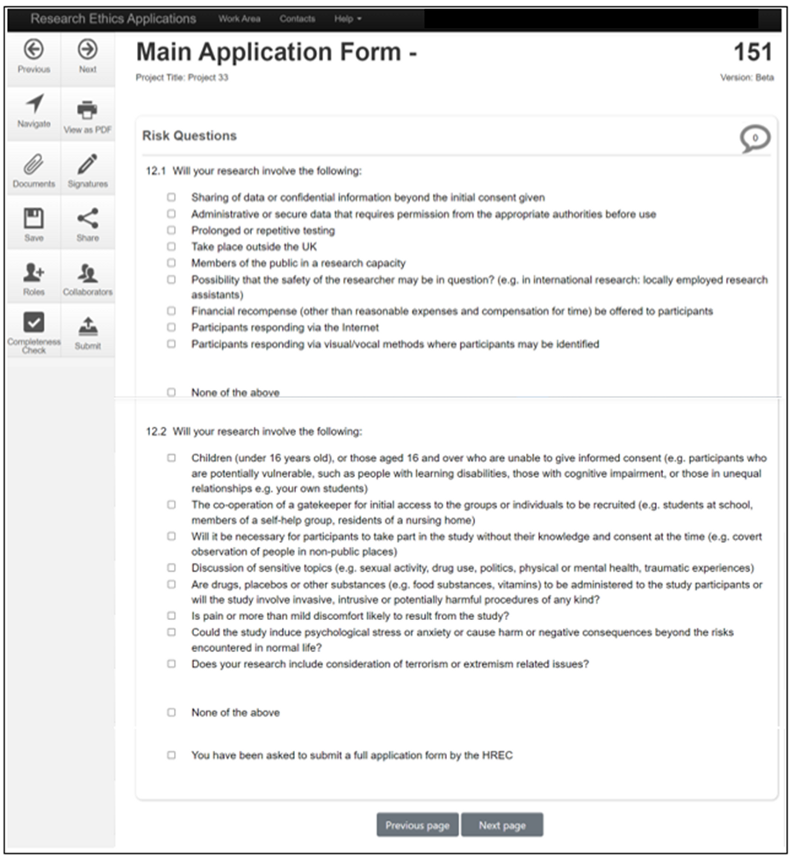 Research Ethics Applications Work Area Contacts Help
Main Application Form - 151
Project Title: Project 33 Version: Beta
Previous Next
Navigate View as PDF
Documents Signatures
Save Share
Roles Collaborators
Completeness Check Submit
Risk Questions 0
12.1 Will your research involve the following:
Sharing of data or confidential information beyond the initial consent given
Administrative or secure data that requires permission from the appropriate authorities before use
Prolonged or repetitive testing
Take place outside the UK
Members of the public in a research capacity
Possibility that the safety of the researcher may be in question? (e.g. in international research: locally employed research
assistants)
Financial recompense (other than reasonable expenses and compensation for time) be offered to participants
Participants responding via the Internet
Participants responding via visual/vocal methods where participants may be identified
None of the above
12.2 Will your research involve the following:
Children (under 16 years old), or those aged 16 and over who are unable to give informed consent (e.g. participants who
are potentially vulnerable, such as people with learning disabilities, those with cognitive impairment, or those in unequal
relationships e.g. your own students)
The co-operation of a gatekeeper for initial access to the groups or individuals to be recruited (e.g. students at school,
members of a self-help group, residents of a nursing home)
Will it be necessary for participants to take part in the study without their knowledge and consent at the time (e.g. covert
observation of people in non-public places)
Discussion of sensitive topics (e.g. sexual activity, drug use, politics, physical or mental health, traumatic experiences)
Are drugs, placebos or other substances (e.g. food substances, vitamins) to be administered to the study participants or
will the study involve invasive, intrusive or potentially harmful procedures of any kind?
Is pain or more than mild discomfort likely to result from the study?
Could the study induce psychological stress or anxiety or cause harm or negative consequences beyond the risks
encountered in normal life?
Does your research include consideration of terrorism or extremism related issues?
None of the above
You have been asked to submit a full application form by the HREC
Previous page Next page